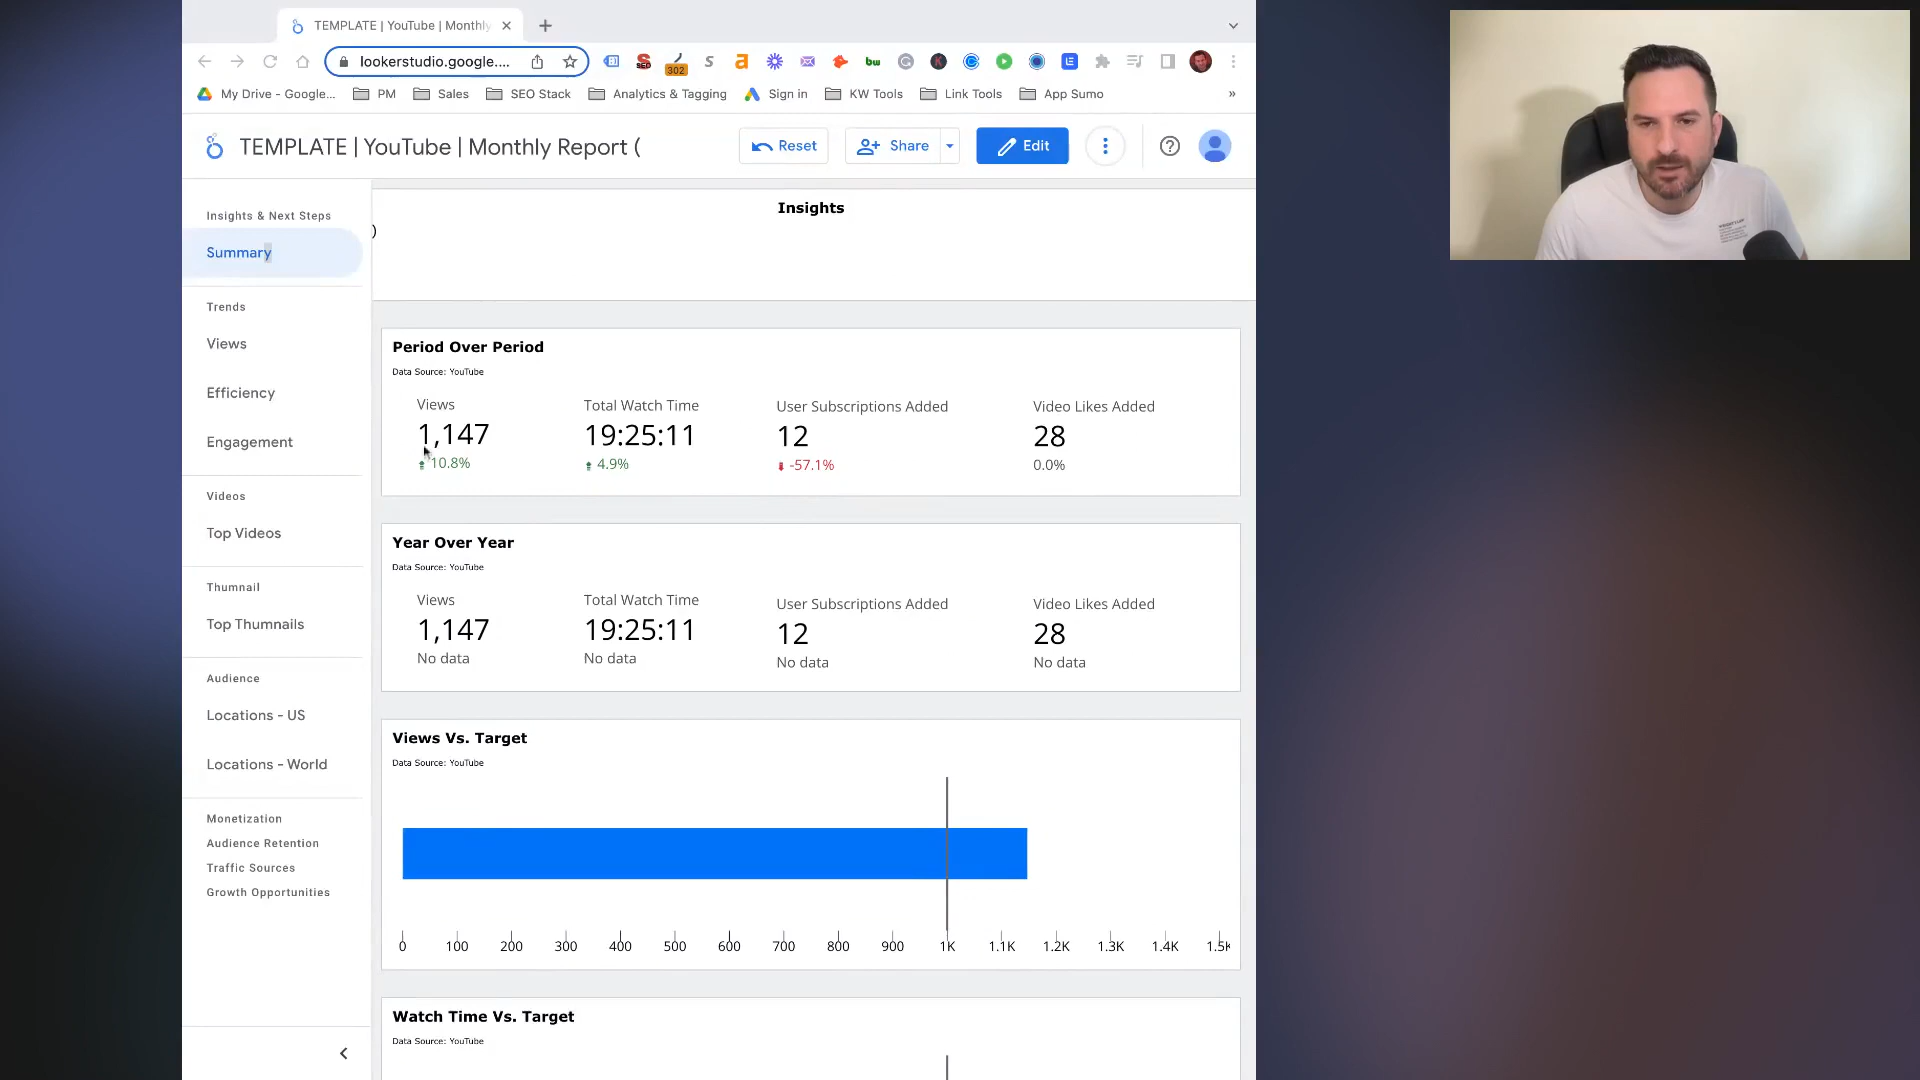 TEMPLATE | YouTube | Monthly
lookerstudio.google....
SEO
302
S
a
bw
K
E
My Drive - Google...
PM
Sales
SEO Stack
Analytics & Tagging
Sign in
KW Tools
Link Tools
App Sumo
»
TEMPLATE | YouTube | Monthly Report (
Reset
Share
Edit
Insights & Next Steps
Summary
Trends
Views
Efficiency
Engagement
Videos
Top Videos
Thumnail
Top Thumnails
Audience
Locations - US
Locations - World
Monetization
Audience Retention
Traffic Sources
Growth Opportunities
Insights
)
Period Over Period
Data Source: YouTube
Views
Total Watch Time
User Subscriptions Added
Video Likes Added
1,147
19:25:11
12
28
10.8%
4.9%
-57.1%
0.0%
Year Over Year
Data Source: YouTube
Views
Total Watch Time
User Subscriptions Added
Video Likes Added
1,147
19:25:11
12
28
No data
No data
No data
No data
Views Vs. Target
Data Source: YouTube
0 100 200 300 400 500 600 700 800 900 1K 1.1K 1.2K 1.3K 1.4K 1.5K
Watch Time Vs. Target
Data Source: YouTube